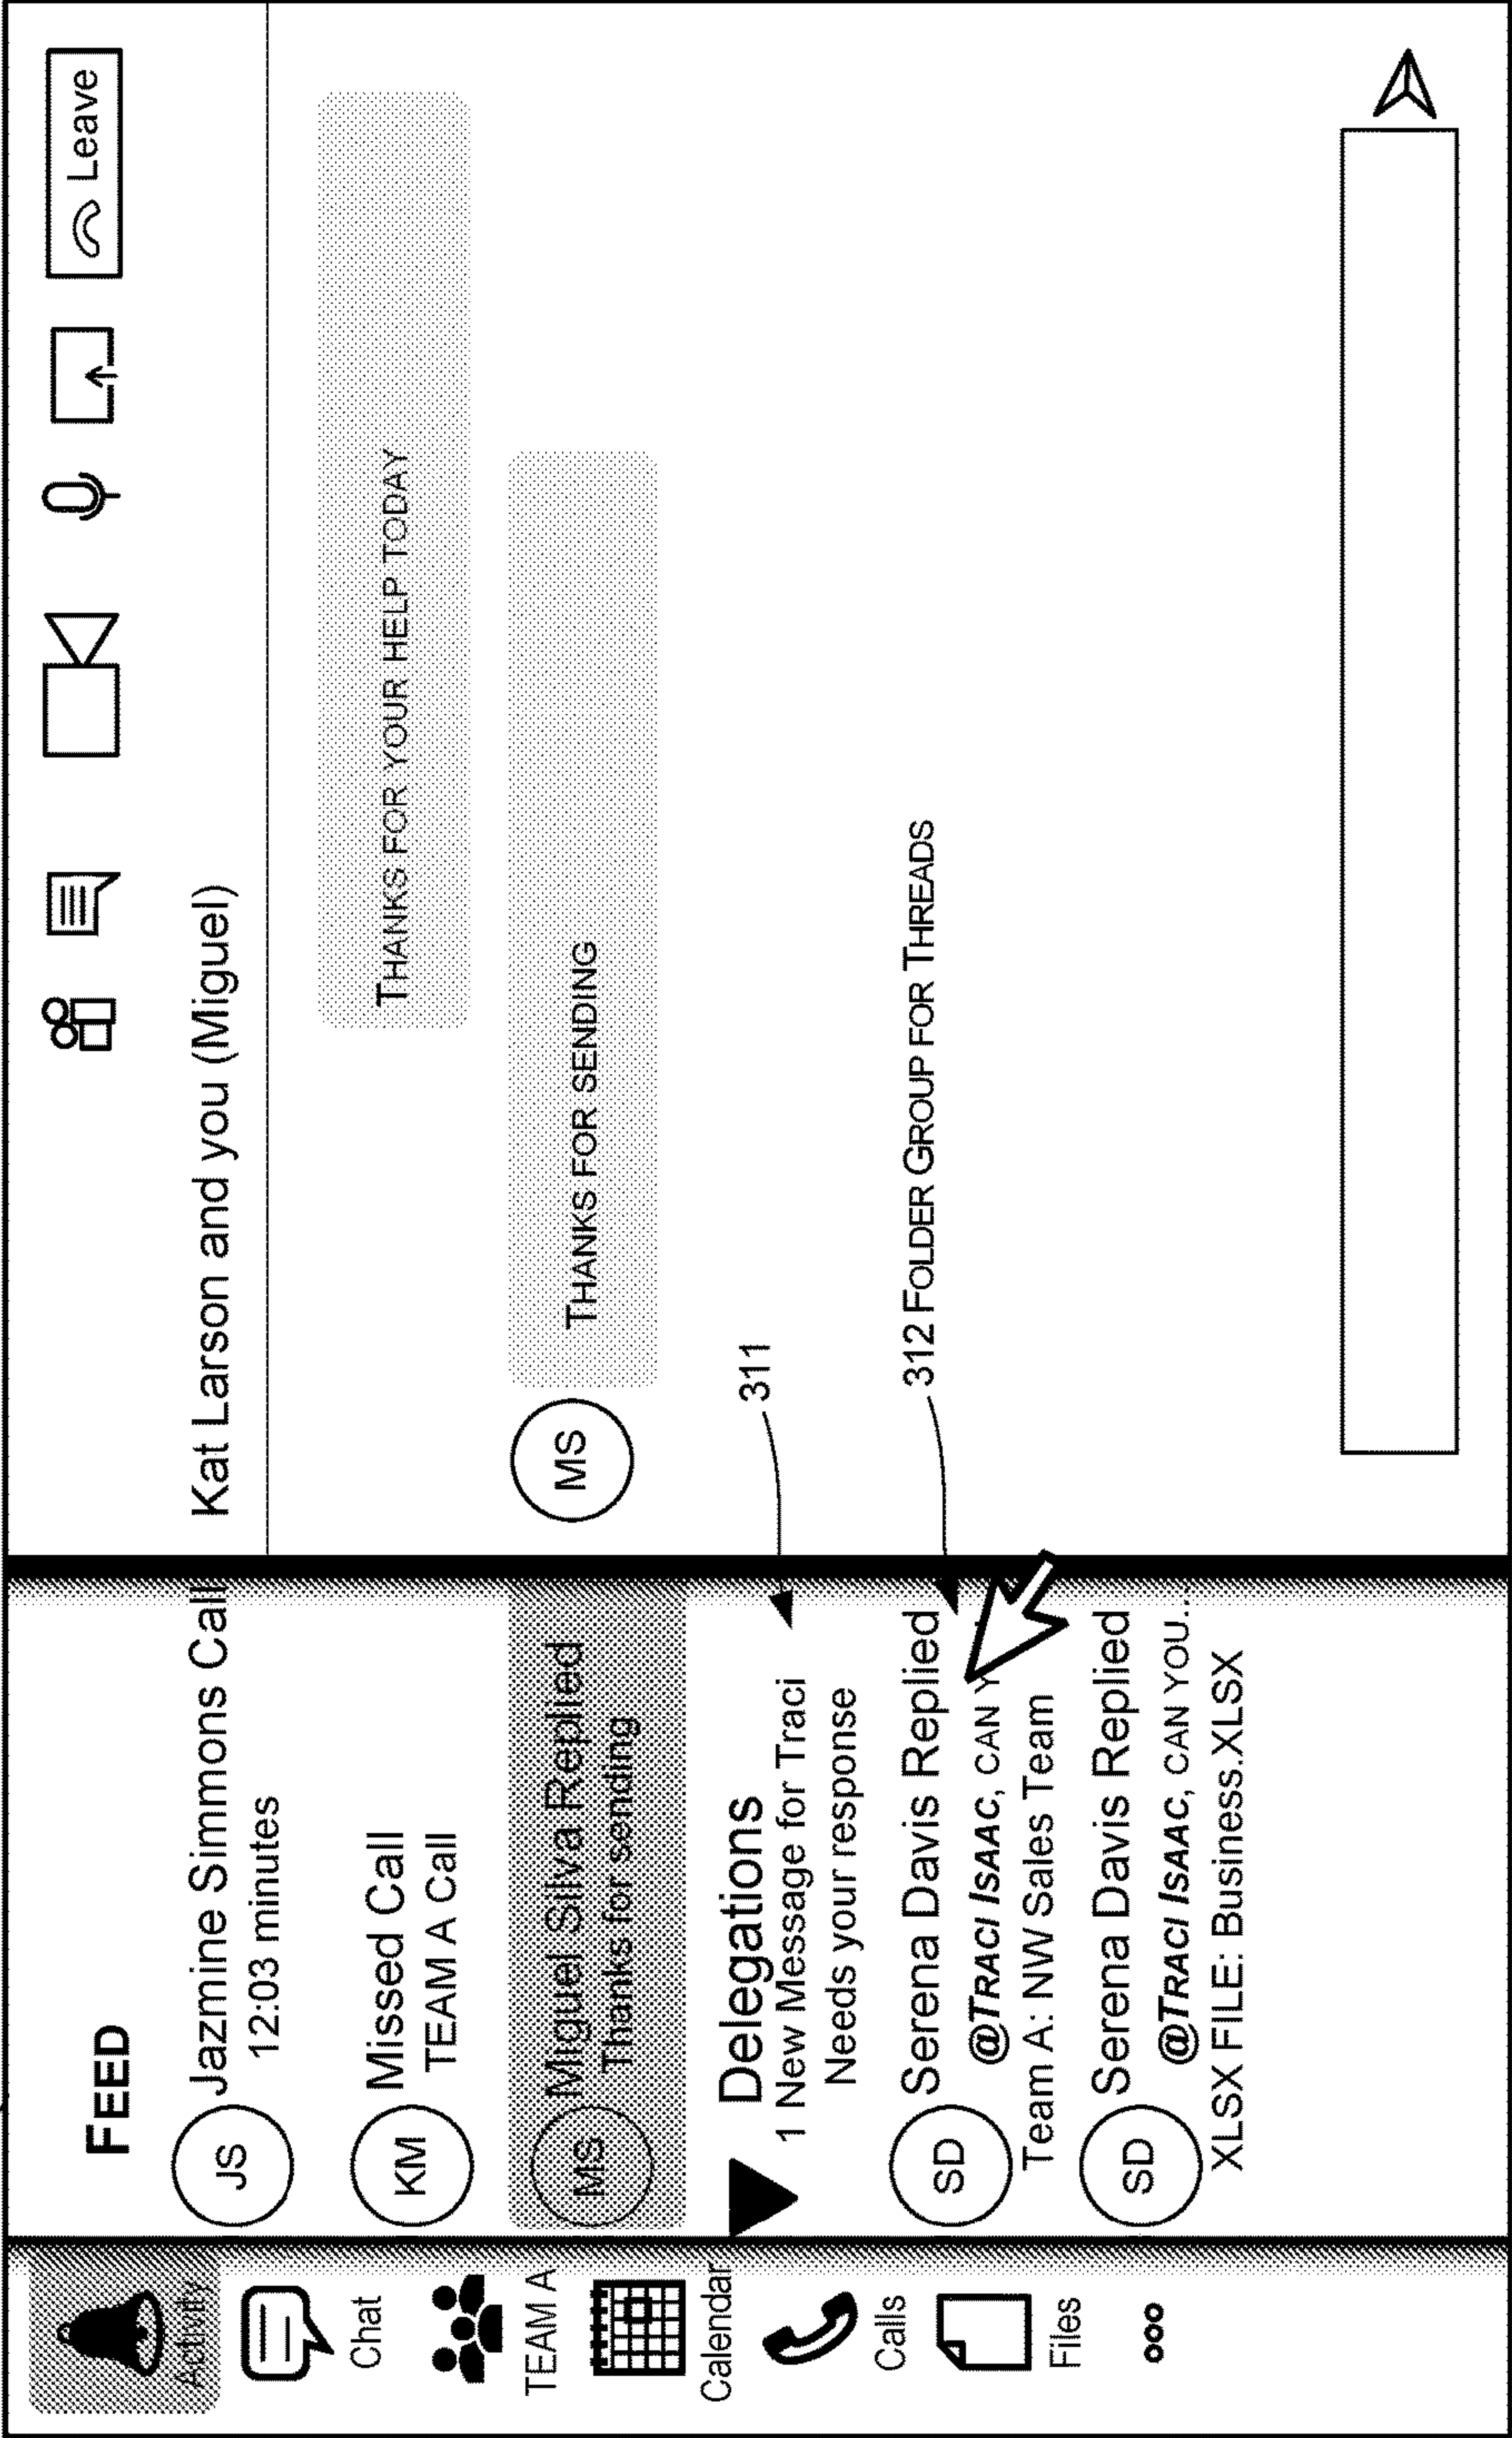 Activity
Chat
TEAM A
Calendar
Calls
Files
FEED
JS
Jazmine Simmons Call
12:03 minutes
KM
Missed Call
TEAM A Call
MS
Miguel Silva Replied
Thanks for sending
Delegations
1 New Message for Traci
Needs your response
SD
Serena Davis Replied
@TRACI ISAAC, CAN Y
Team A: NW Sales Team
SD
Serena Davis Replied
@TRACI ISAAC, CAN YOU...
XLSX FILE: Business.XLSX
Leave
Kat Larson and you (Miguel)
THANKS FOR YOUR HELP TODAY
MS
THANKS FOR SENDING
311
312 FOLDER GROUP FOR THREADS